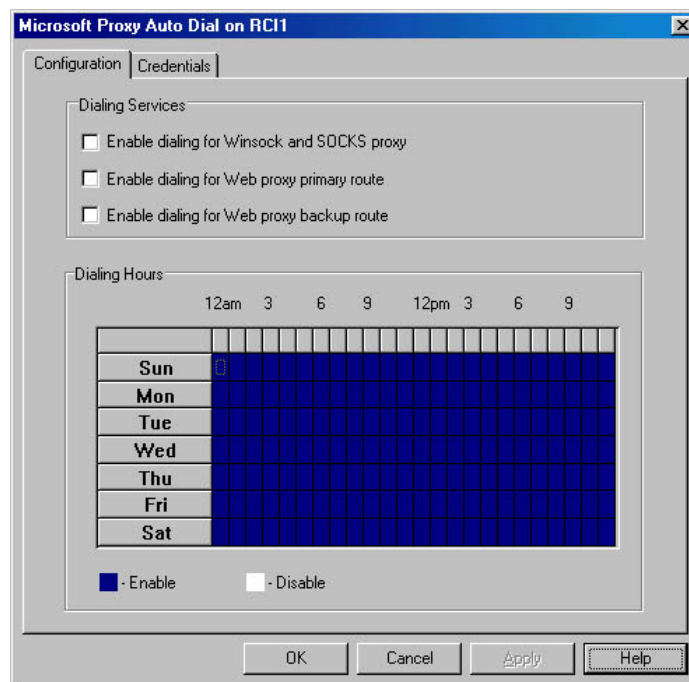 Microsoft Proxy Auto Dial on RCI1
Configuration Credentials
Dialing Services
Enable dialing for Winsock and SOCKS proxy
Enable dialing for Web proxy primary route
Enable dialing for Web proxy backup route
Dialing Hours
12am 3 6 9 12pm 3 6 9
Sun
Mon
Tue
Wed
Thu
Fri
Sat
- Enable - Disable
OK Cancel Apply Help